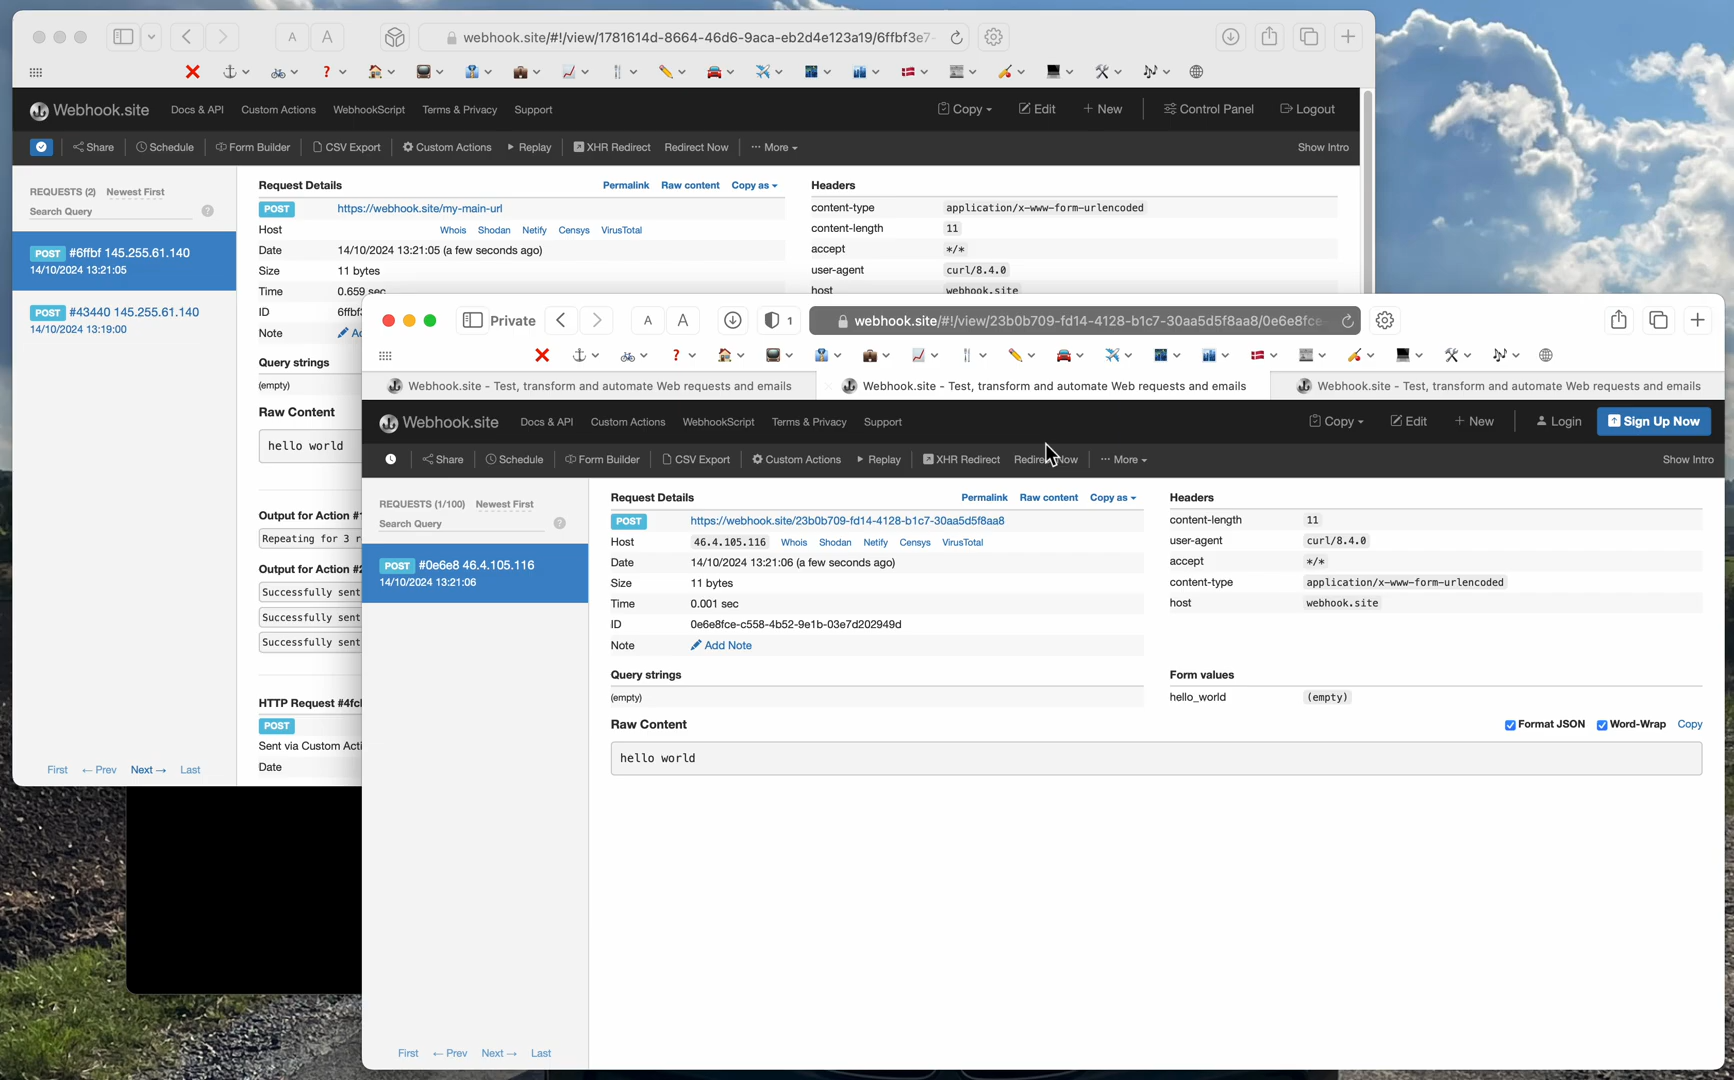 A A webhook.site/#!/view/1781614d-8664-46d6-9aca-eb2d4e123a19/6ffbf3e7-
Webhook.site Docs & API Custom Actions WebhookScript Terms & Privacy Support Copy Edit + New Control Panel Logout
Share Schedule Form Builder CSV Export Custom Actions Replay XHR Redirect Redirect Now ··· More Show Intro
REQUESTS (2) Newest First
Search Query ?
POST #6ffbf 145.255.61.140
14/10/2024 13:21:05
POST #43440 145.255.61.140
14/10/2024 13:19:00
First ← Prev Next → Last
Request Details Permalink Raw content Copy as
POST https://webhook.site/my-main-url
Host Whois Shodan Netify Censys VirusTotal
Date 14/10/2024 13:21:05 (a few seconds ago)
Size 11 bytes
Time 0.659 sec
ID 6ffbf
Note
Query strings
(empty)
Raw Content
hello world
Output for Action #
Repeating for 3 r
Output for Action #
Successfully sent
Successfully sent
Successfully sent
HTTP Request #4fc
POST
Sent via Custom Acti
Date
Headers
content-type application/x-www-form-urlencoded
content-length 11
accept */*
user-agent curl/8.4.0
host webhook.site
Private A A 1 webhook.site/#!/view/23b0b709-fd14-4128-b1c7-30aa5d5f8aa8/0e6e8fce-
Webhook.site - Test, transform and automate Web requests and emails
Webhook.site - Test, transform and automate Web requests and emails
Webhook.site - Test, transform and automate Web requests and emails
Webhook.site Docs & API Custom Actions WebhookScript Terms & Privacy Support Copy Edit + New Login Sign Up Now
Share Schedule Form Builder CSV Export Custom Actions Replay XHR Redirect Redirect Now ··· More Show Intro
REQUESTS (1/100) Newest First
Search Query ?
POST #0e6e8 46.4.105.116
14/10/2024 13:21:06
First ← Prev Next → Last
Request Details Permalink Raw content Copy as
POST https://webhook.site/23b0b709-fd14-4128-b1c7-30aa5d5f8aa8
Host 46.4.105.116 Whois Shodan Netify Censys VirusTotal
Date 14/10/2024 13:21:06 (a few seconds ago)
Size 11 bytes
Time 0.001 sec
ID 0e6e8fce-c558-4b52-9e1b-03e7d202949d
Note Add Note
Headers
content-length 11
user-agent curl/8.4.0
accept */*
content-type application/x-www-form-urlencoded
host webhook.site
Query strings
(empty)
Form values
hello_world (empty)
Raw Content Format JSON Word-Wrap Copy
hello world